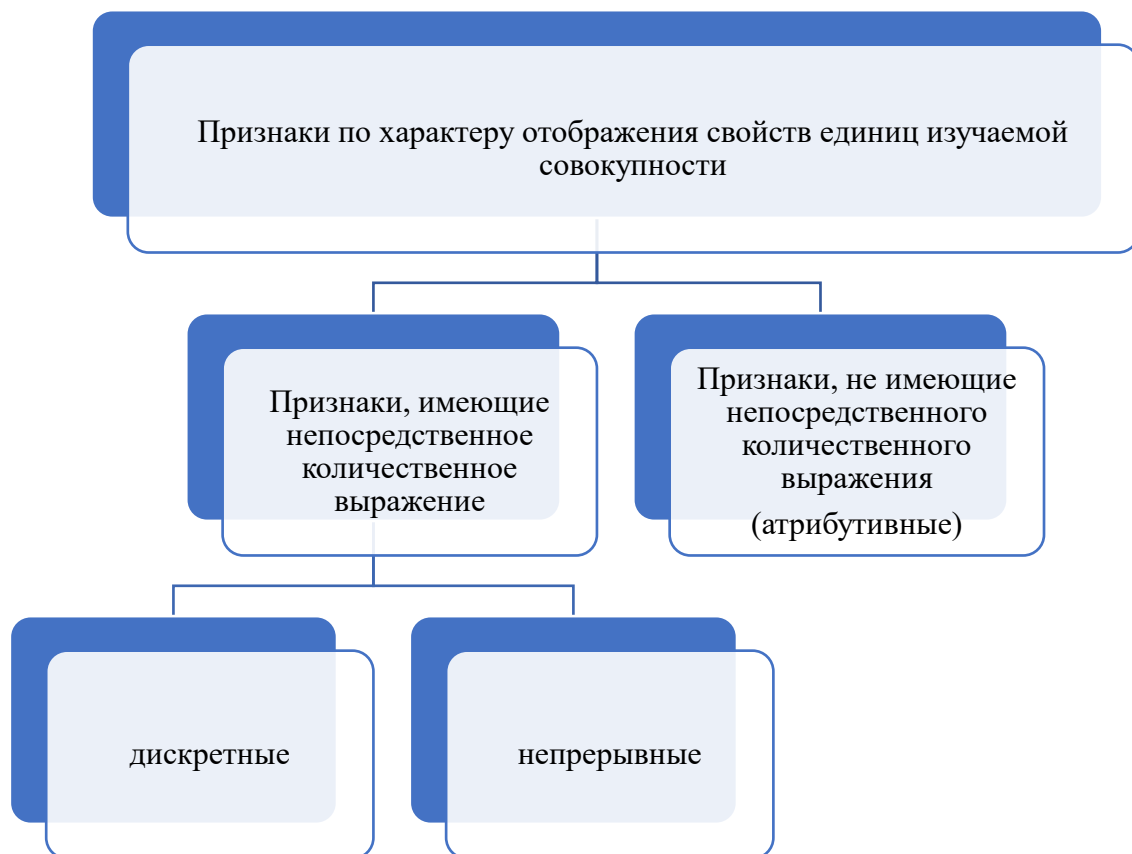 Признаки по характеру отображения свойств единиц изучаемой
совокупности
Признаки, имеющие
непосредственное
количественное
выражение
Признаки, не имеющие
непосредственного
количественного
выражения
(атрибутивные)
дискретные
непрерывные